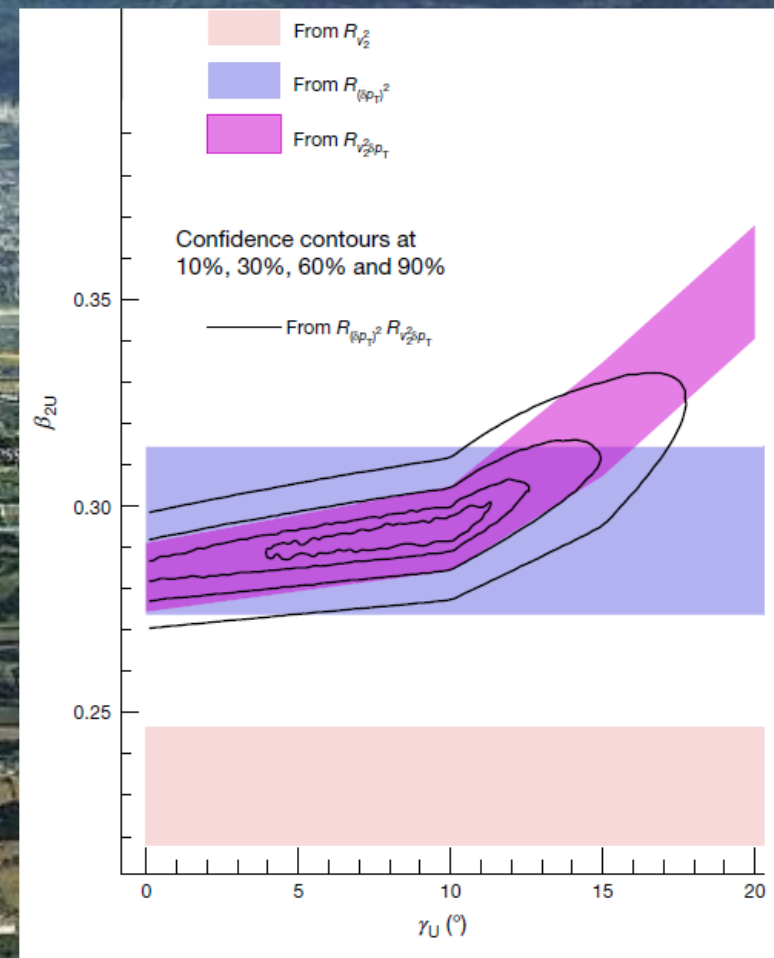 From R_{v_2^2}
From R_{(δp_T)^2}
From R_{v_2^2δp_T}
Confidence contours at
10%, 30%, 60% and 90%
From R_{(δp_T)^2} R_{v_2^2δp_T}
0.35
0.30
0.25
β_{2U}
0 5 10 15 20
γ_U (°)